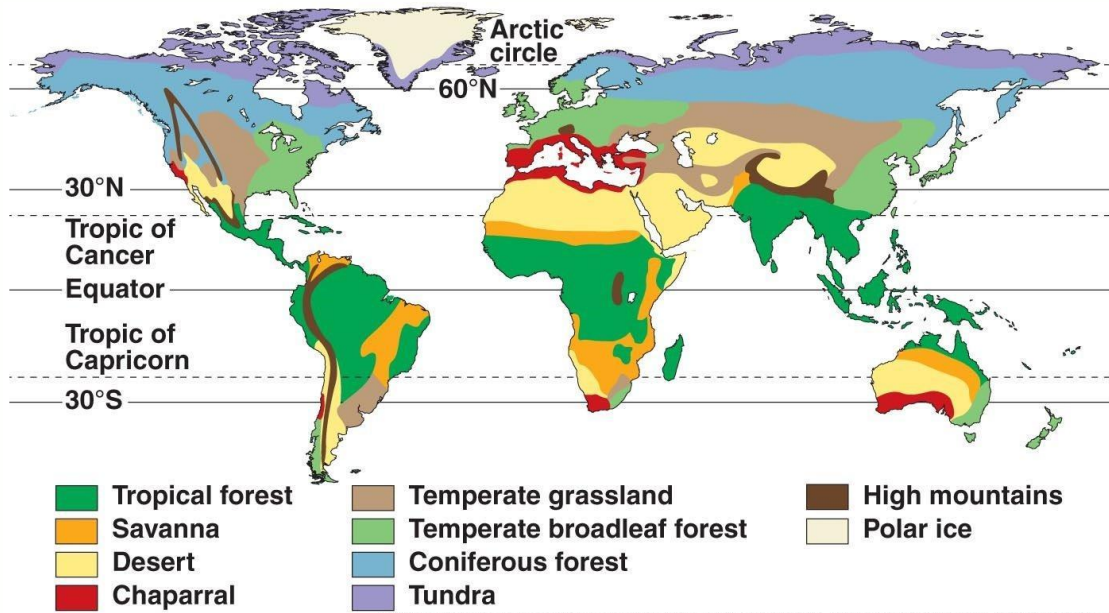 Arctic
circle
60°N
30°N
Tropic of
Cancer
Equator
Tropic of
Capricorn
30°S
Tropical forest
Savanna
Desert
Chaparral
Temperate grassland
Temperate broadleaf forest
Coniferous forest
Tundra
High mountains
Polar ice